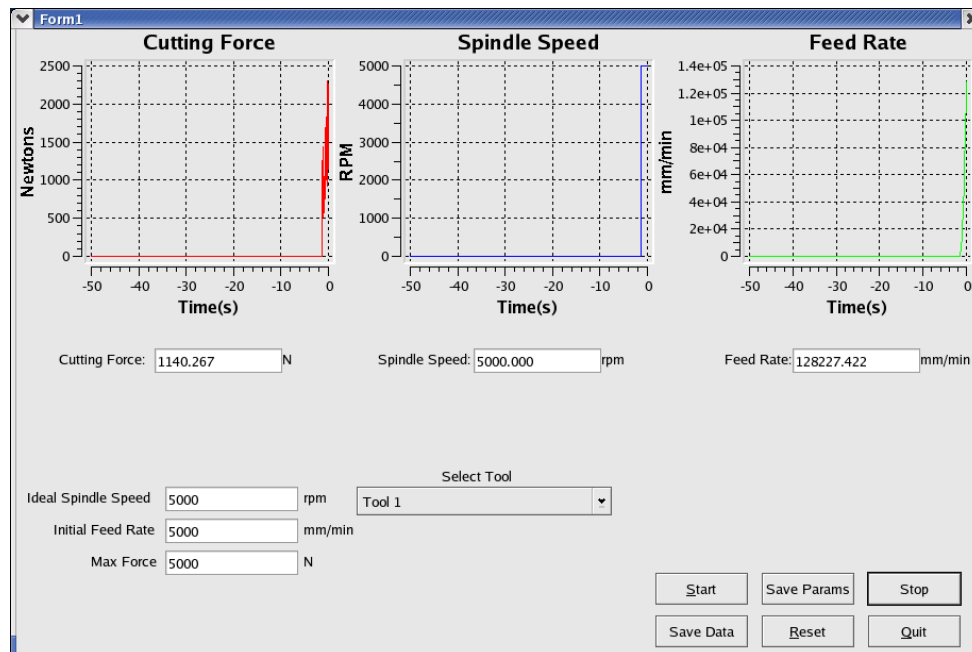 Form1
Cutting Force Spindle Speed Feed Rate
2500
2000
1500
1000
500
0
Newtons
-50 -40 -30 -20 -10 0
Time(s)
5000
4000
3000
2000
1000
0
RPM
-50 -40 -30 -20 -10 0
Time(s)
1.4e+05
1.2e+05
1e+05
8e+04
6e+04
4e+04
2e+04
0
mm/min
-50 -40 -30 -20 -10 0
Time(s)
Cutting Force: 1140.267 N Spindle Speed: 5000.000 rpm Feed Rate: 128227.422 mm/min
Select Tool
Ideal Spindle Speed 5000 rpm Tool 1
Initial Feed Rate 5000 mm/min
Max Force 5000 N
Start Save Params Stop
Save Data Reset Quit